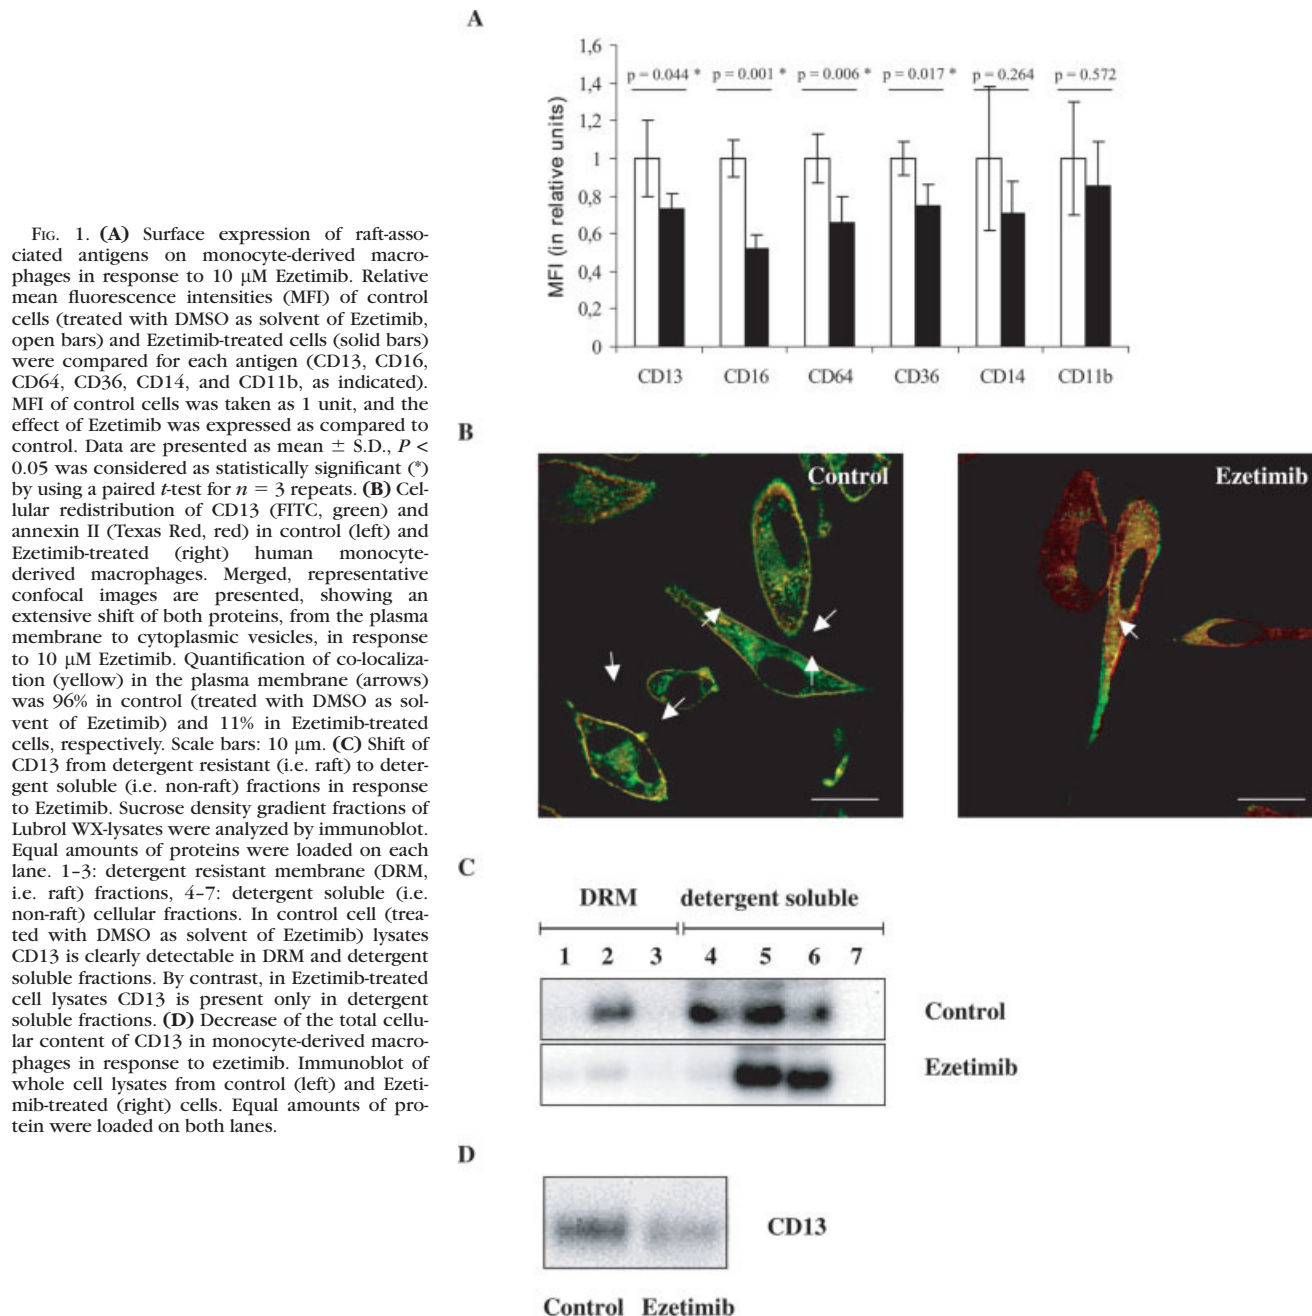 FIG. 1. (A) Surface expression of raft-asso-
ciated antigens on monocyte-derived macro-
phages in response to 10 μM Ezetimib. Relative
mean fluorescence intensities (MFI) of control
cells (treated with DMSO as solvent of Ezetimib,
open bars) and Ezetimib-treated cells (solid bars)
were compared for each antigen (CD13, CD16,
CD64, CD36, CD14, and CD11b, as indicated).
MFI of control cells was taken as 1 unit, and the
effect of Ezetimib was expressed as compared to
control. Data are presented as mean ± S.D., P <
0.05 was considered as statistically significant (*)
by using a paired t-test for n = 3 repeats. (B) Cel-
lular redistribution of CD13 (FITC, green) and
annexin II (Texas Red, red) in control (left) and
Ezetimib-treated (right) human monocyte-
derived macrophages. Merged, representative
confocal images are presented, showing an
extensive shift of both proteins, from the plasma
membrane to cytoplasmic vesicles, in response
to 10 μM Ezetimib. Quantification of co-localiza-
tion (yellow) in the plasma membrane (arrows)
was 96% in control (treated with DMSO as sol-
vent of Ezetimib) and 11% in Ezetimib-treated
cells, respectively. Scale bars: 10 μm. (C) Shift of
CD13 from detergent resistant (i.e. raft) to deter-
gent soluble (i.e. non-raft) fractions in response
to Ezetimib. Sucrose density gradient fractions of
Lubrol WX-lysates were analyzed by immunoblot.
Equal amounts of proteins were loaded on each
lane. 1–3: detergent resistant membrane (DRM,
i.e. raft) fractions, 4–7: detergent soluble (i.e.
non-raft) cellular fractions. In control cell (trea-
ted with DMSO as solvent of Ezetimib) lysates
CD13 is clearly detectable in DRM and detergent
soluble fractions. By contrast, in Ezetimib-treated
cell lysates CD13 is present only in detergent
soluble fractions. (D) Decrease of the total cellu-
lar content of CD13 in monocyte-derived macro-
phages in response to ezetimib. Immunoblot of
whole cell lysates from control (left) and Ezeti-
mib-treated (right) cells. Equal amounts of pro-
tein were loaded on both lanes.
A
MFI (in relative units)
1,6
1,4
1,2
1
0,8
0,6
0,4
0,2
0
p = 0.044 * p = 0.001 * p = 0.006 * p = 0.017 * p = 0.264 p = 0.572
CD13 CD16 CD64 CD36 CD14 CD11b
B
Control
Ezetimib
C
DRM detergent soluble
1 2 3 4 5 6 7
Control
Ezetimib
D
CD13
Control Ezetimib